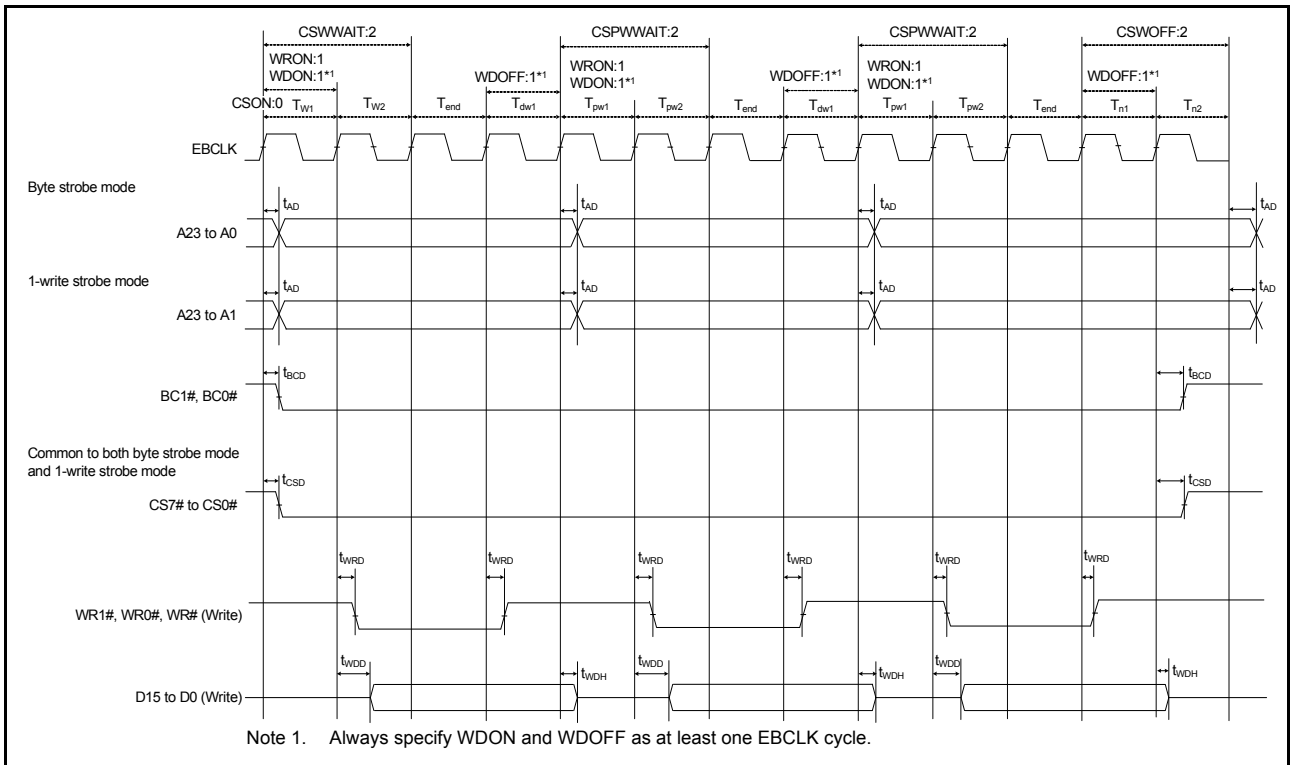 CSWWAIT:2 CSPWWAIT:2 CSPWWAIT:2 CSWOFF:2
WRON:1 WRON:1 WRON:1
WDON:1*1 WDOFF:1*1 WDON:1*1 WDOFF:1*1 WDON:1*1 WDOFF:1*1
CSON:0 TW1 TW2 Tend Tdw1 Tpw1 Tpw2 Tend Tdw1 Tpw1 Tpw2 Tend Tn1 Tn2
EBCLK
Byte strobe mode
tAD tAD tAD tAD
A23 to A0
1-write strobe mode
tAD tAD tAD tAD
A23 to A1
tBCD tBCD
BC1#, BC0#
Common to both byte strobe mode
and 1-write strobe mode
tCSD tCSD
CS7# to CS0#
tWRD tWRD tWRD tWRD tWRD tWRD
WR1#, WR0#, WR# (Write)
tWDD tWDH tWDD tWDH tWDD tWDH
D15 to D0 (Write)
Note 1. Always specify WDON and WDOFF as at least one EBCLK cycle.